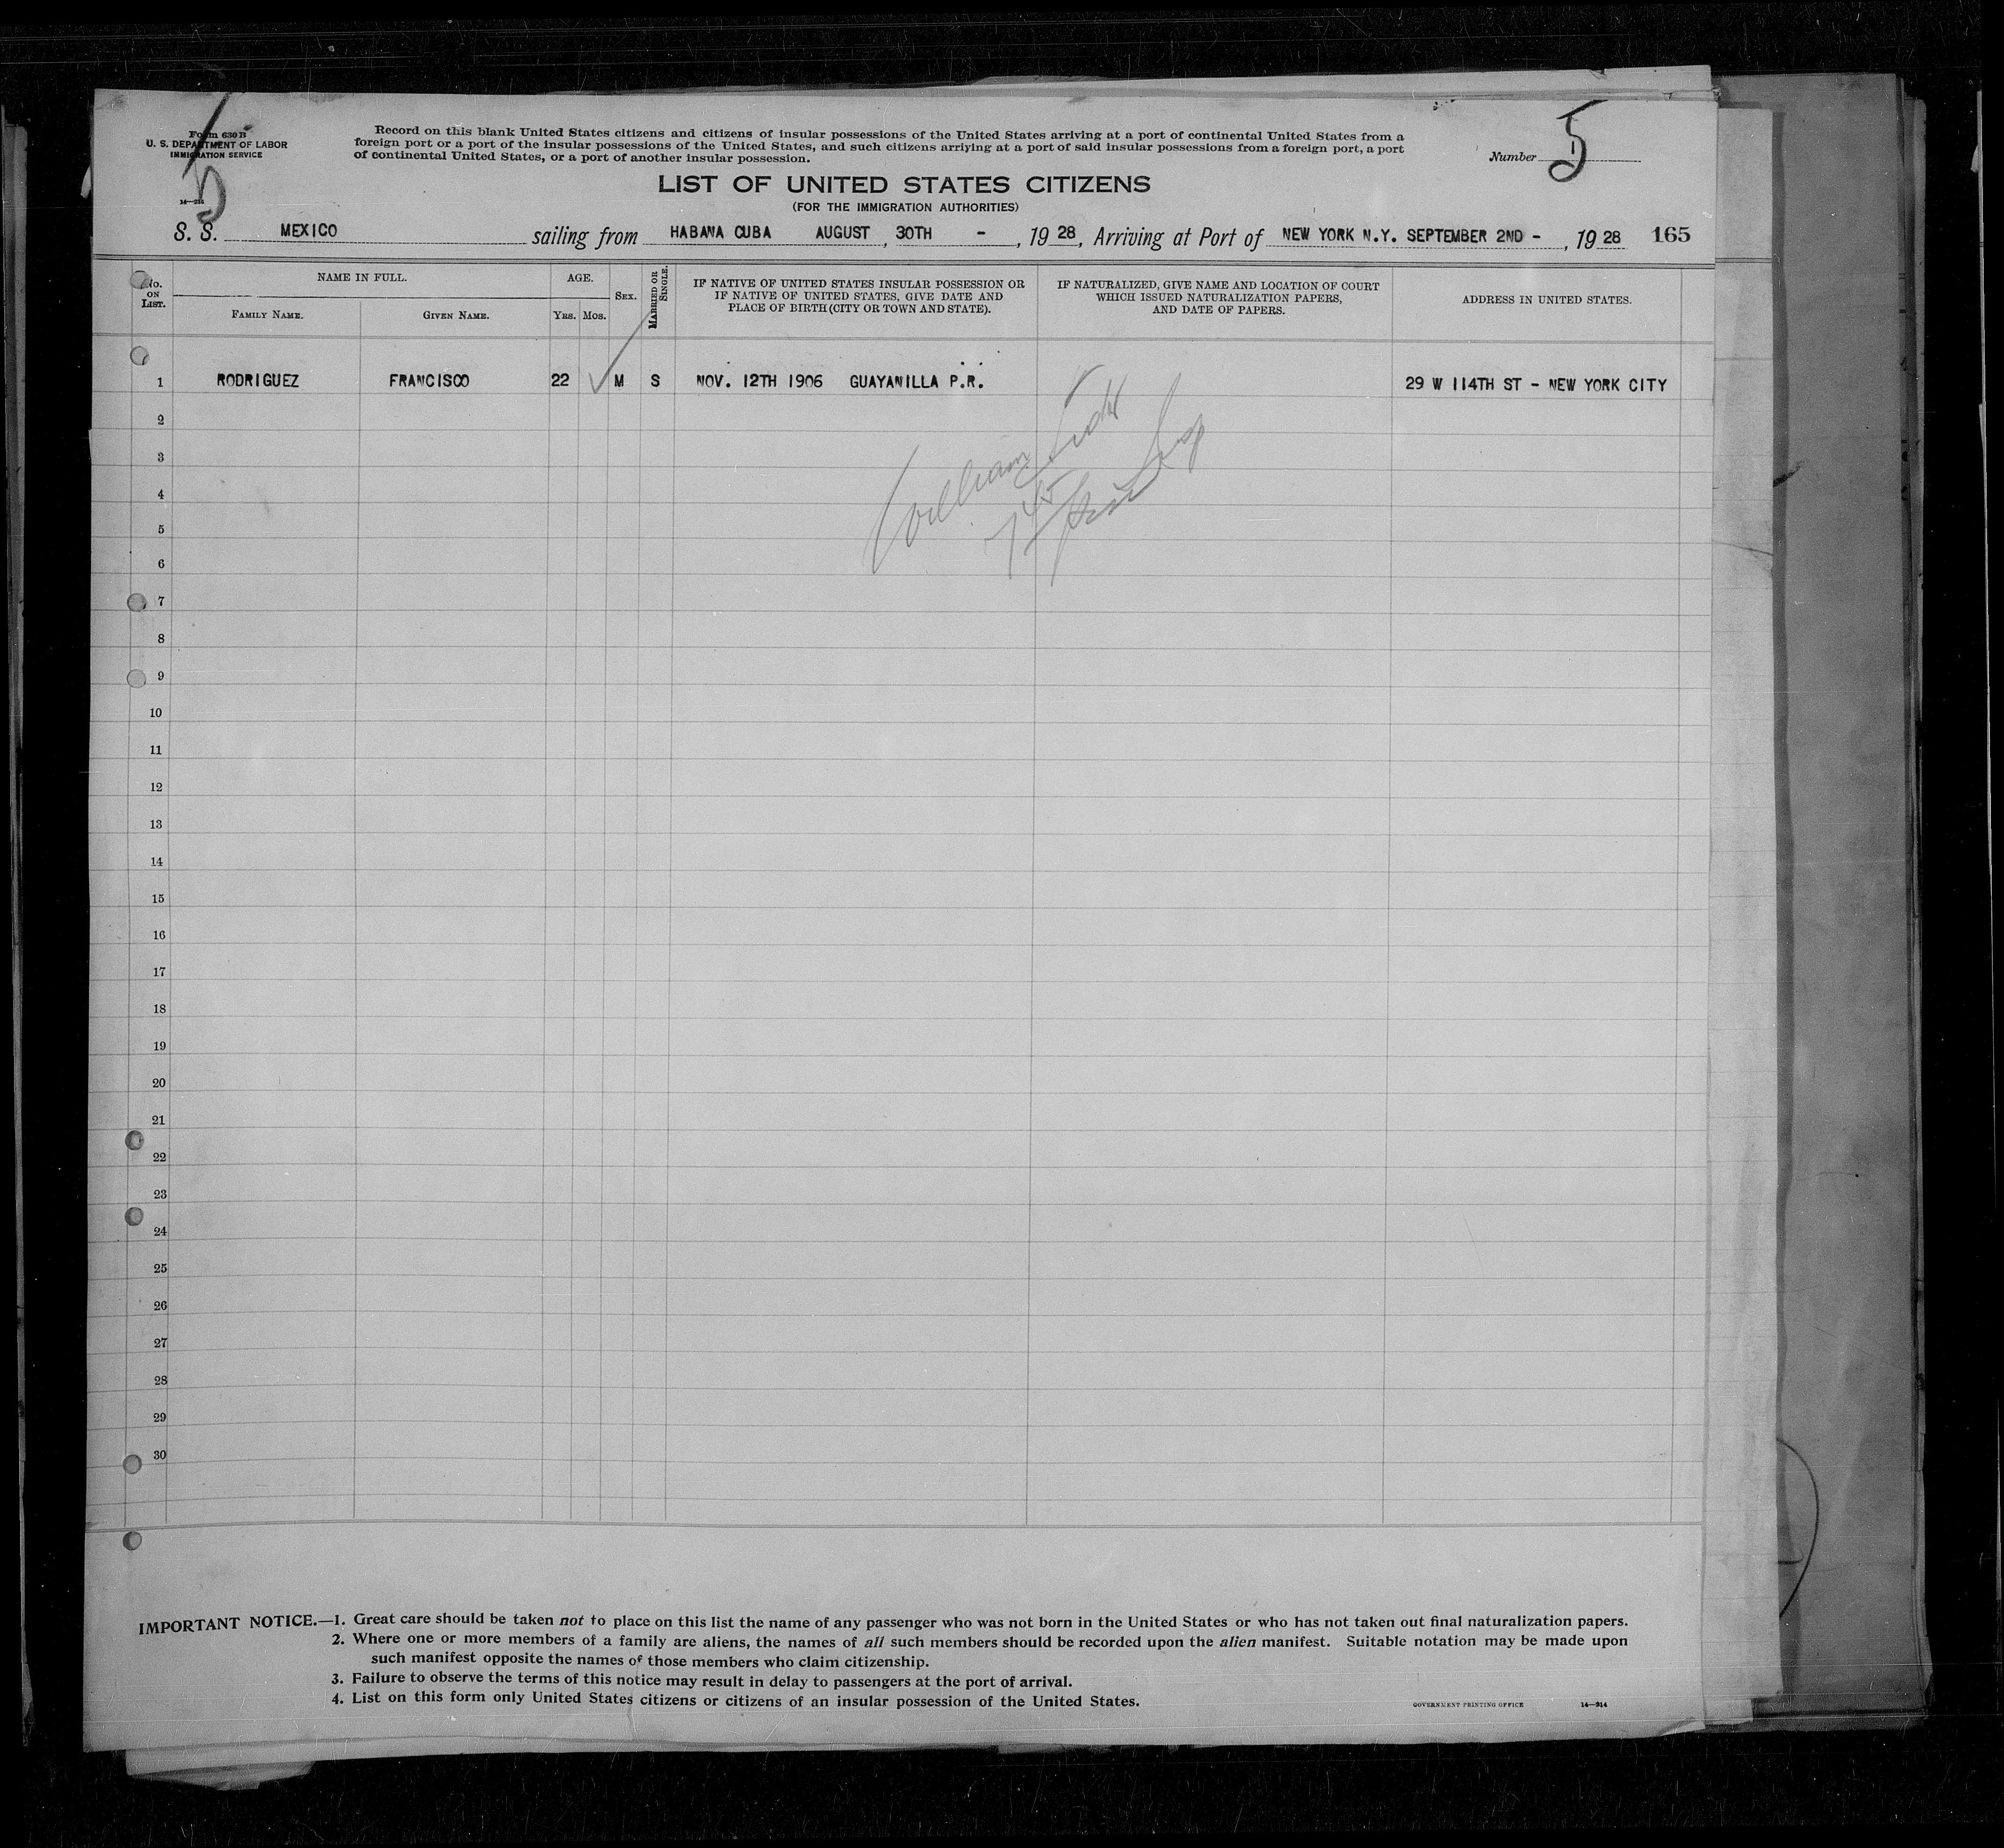 Form 630 B
U. S. DEPARTMENT OF LABOR
IMMIGRATION SERVICE
14—214
5
Record on this blank United States citizens and citizens of insular possessions of the United States arriving at a port of continental United States from a
foreign port or a port of the insular possessions of the United States, and such citizens arriving at a port of said insular possessions from a foreign port, a port
of continental United States, or a port of another insular possession.
Number 5
LIST OF UNITED STATES CITIZENS
(FOR THE IMMIGRATION AUTHORITIES)
S. S. MEXICO sailing from HABANA CUBA AUGUST , 30TH - , 19 28, Arriving at Port of NEW YORK N.Y. SEPTEMBER 2ND - , 19 28 165
No. ON LIST.
NAME IN FULL.
FAMILY NAME. GIVEN NAME.
AGE.
YRS. MOS.
SEX.
MARRIED OR SINGLE.
IF NATIVE OF UNITED STATES INSULAR POSSESSION OR
IF NATIVE OF UNITED STATES, GIVE DATE AND
PLACE OF BIRTH (CITY OR TOWN AND STATE).
IF NATURALIZED, GIVE NAME AND LOCATION OF COURT
WHICH ISSUED NATURALIZATION PAPERS,
AND DATE OF PAPERS.
ADDRESS IN UNITED STATES.
1 RODRIGUEZ FRANCISCO 22 M S NOV. 12TH 1906 GUAYANILLA P.R. 29 W 114TH ST - NEW YORK CITY
William
2
3
4
5
6
7
8
9
10
11
12
13
14
15
16
17
18
19
20
21
22
23
24
25
26
27
28
29
30
IMPORTANT NOTICE.—1. Great care should be taken not to place on this list the name of any passenger who was not born in the United States or who has not taken out final naturalization papers.
2. Where one or more members of a family are aliens, the names of all such members should be recorded upon the alien manifest. Suitable notation may be made upon
such manifest opposite the names of those members who claim citizenship.
3. Failure to observe the terms of this notice may result in delay to passengers at the port of arrival.
4. List on this form only United States citizens or citizens of an insular possession of the United States.
GOVERNMENT PRINTING OFFICE 14—214